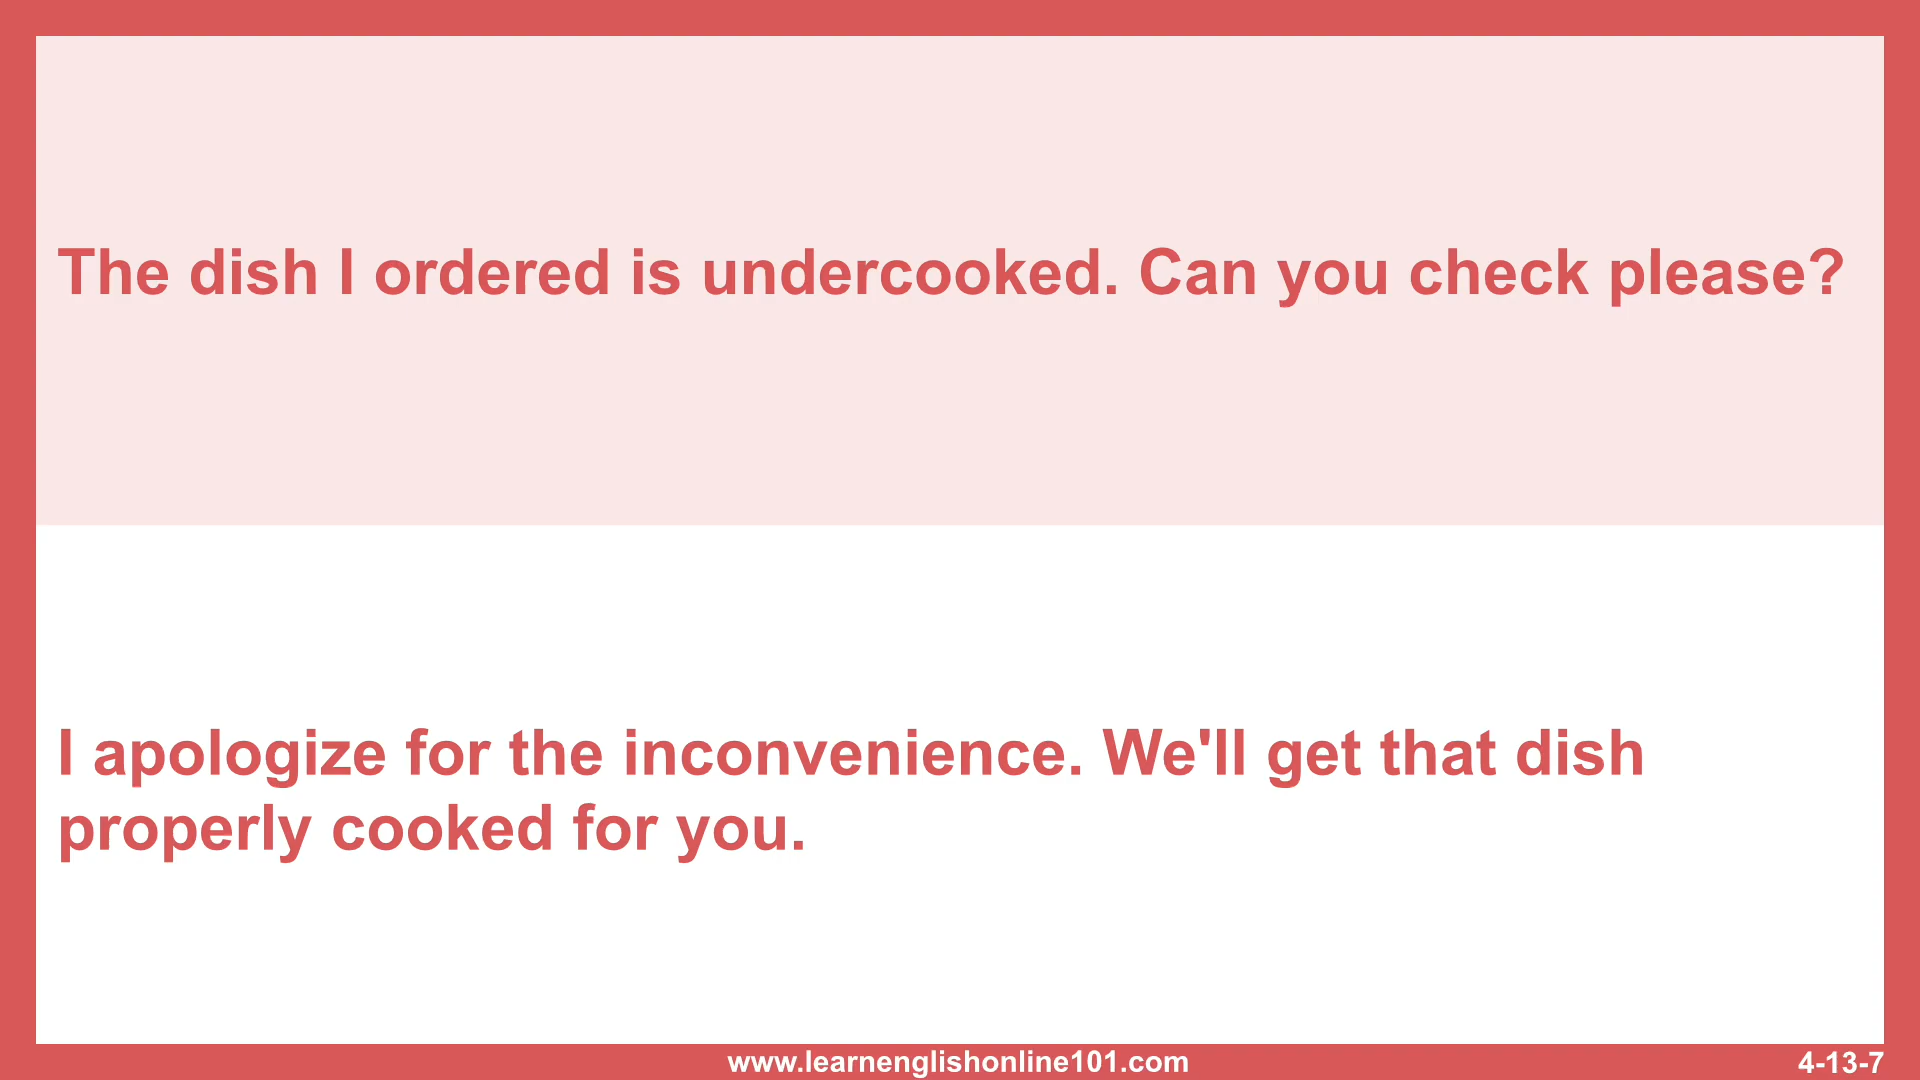 The dish I ordered is undercooked. Can you check please?
I apologize for the inconvenience. We'll get that dish
properly cooked for you.
www.learnenglishonline101.com
4-13-7